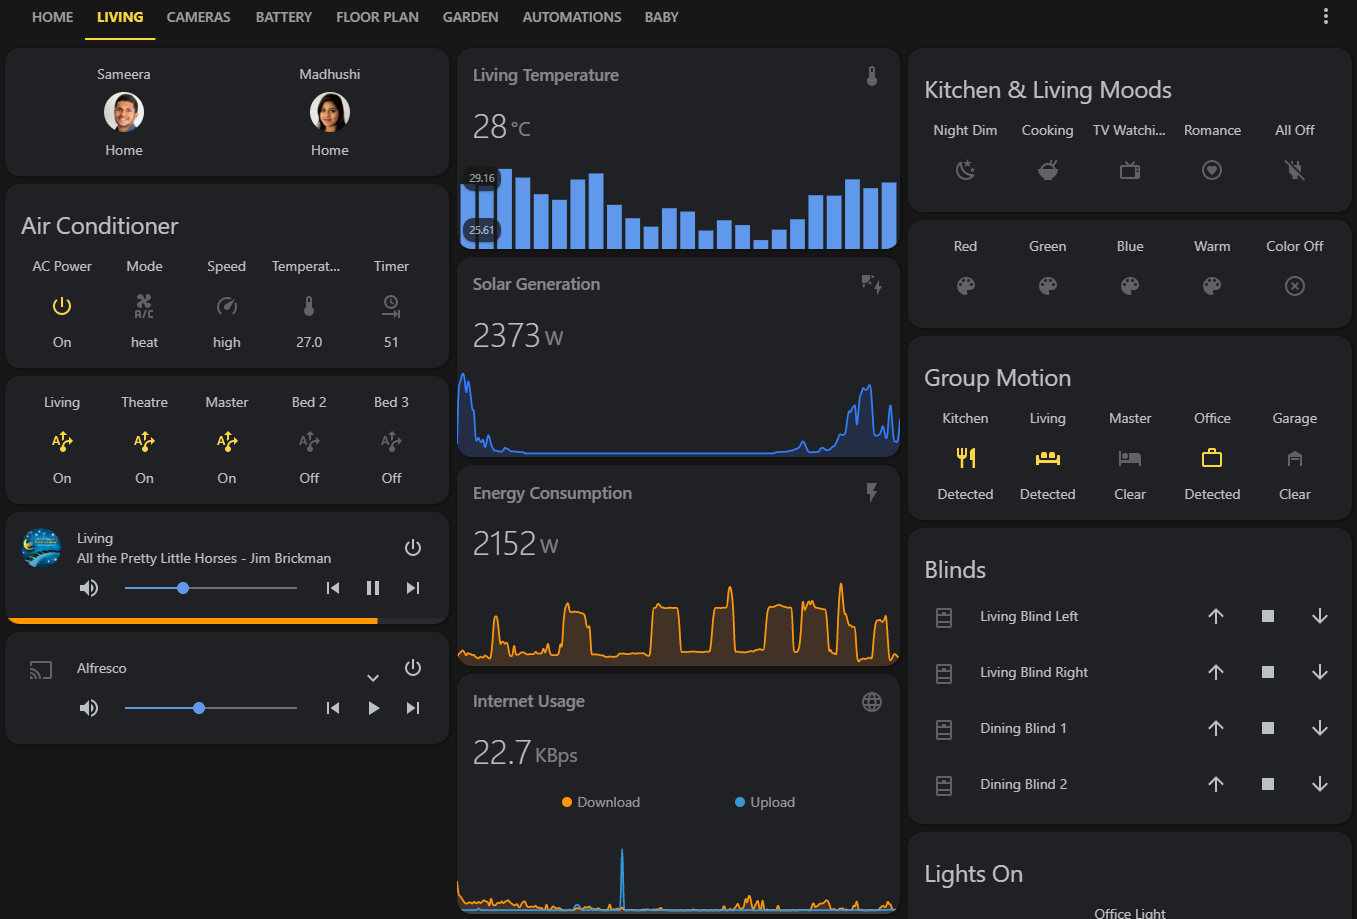 HOME LIVING CAMERAS BATTERY FLOOR PLAN GARDEN AUTOMATIONS BABY
Sameera Madhushi
Home Home
Air Conditioner
AC Power Mode Speed Temperat... Timer
A/C
On heat high 27.0 51
Living Theatre Master Bed 2 Bed 3
A A A A A
On On On Off Off
Living
All the Pretty Little Horses - Jim Brickman
Alfresco
Living Temperature
28 °C
29.16
25.61
Solar Generation
2373 W
Energy Consumption
2152 W
Internet Usage
22.7 KBps
Download Upload
Kitchen & Living Moods
Night Dim Cooking TV Watchi... Romance All Off
Red Green Blue Warm Color Off
Group Motion
Kitchen Living Master Office Garage
Detected Detected Clear Detected Clear
Blinds
Living Blind Left
Living Blind Right
Dining Blind 1
Dining Blind 2
Lights On
Office Light